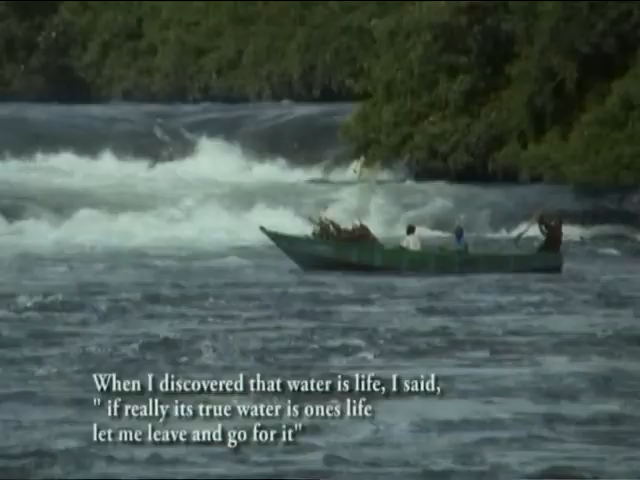 When I discovered that water is life, I said,
" if really its true water is ones life
let me leave and go for it"